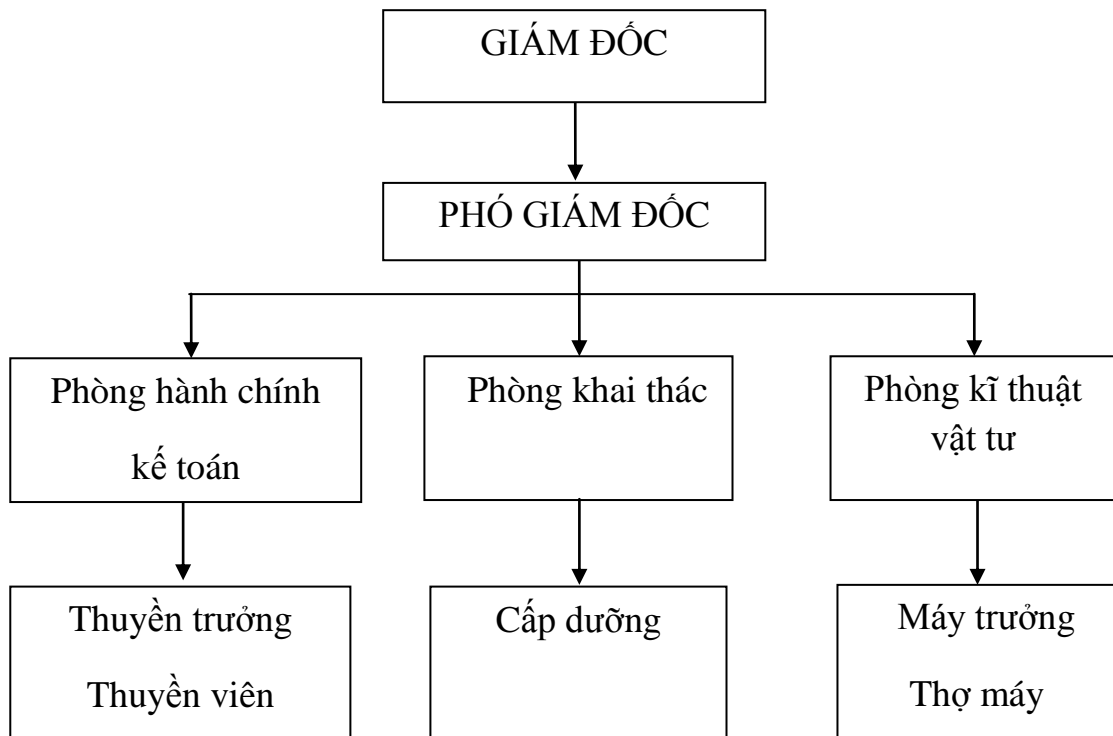 GIÁM ĐỐC
PHÓ GIÁM ĐỐC
Phòng hành chính
kế toán
Phòng khai thác
Phòng kĩ thuật
vật tư
Thuyền trưởng
Thuyền viên
Cấp dưỡng
Máy trưởng
Thợ máy